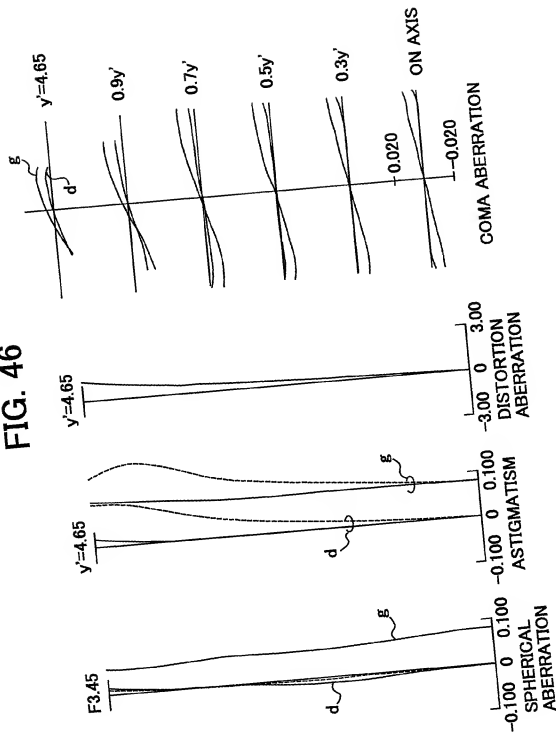 FIG. 46
F3.45
g
d
-0.100
0
0.100
SPHERICAL
ABERRATION
y'=4.65
g
d
-0.100
0
0.100
ASTIGMATISM
y'=4.65
-3.00
0
3.00
DISTORTION
ABERRATION
g
d
y'=4.65
0.9y'
0.7y'
0.5y'
0.3y'
ON AXIS
-0.020
-0.020
COMA ABERRATION